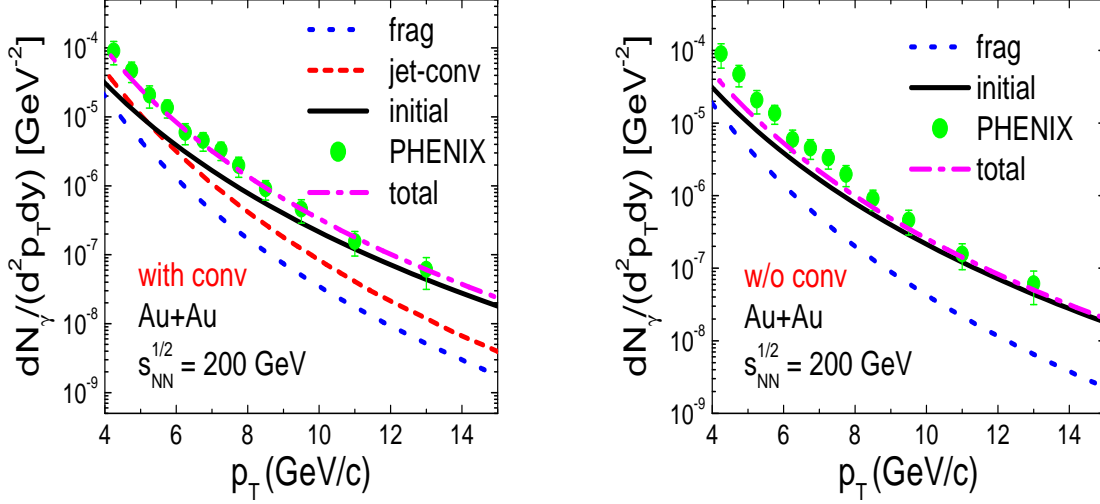 dN_γ/(d²p_T dy) [GeV⁻²]
10⁻⁴
10⁻⁵
10⁻⁶
10⁻⁷
10⁻⁸
10⁻⁹
frag
jet-conv
initial
PHENIX
total
with conv
Au+Au
s_NN^1/2 = 200 GeV
4 6 8 10 12 14
p_T (GeV/c)
dN_γ/(d²p_T dy) [GeV⁻²]
10⁻⁴
10⁻⁵
10⁻⁶
10⁻⁷
10⁻⁸
10⁻⁹
frag
initial
PHENIX
total
w/o conv
Au+Au
s_NN^1/2 = 200 GeV
4 6 8 10 12 14
p_T (GeV/c)